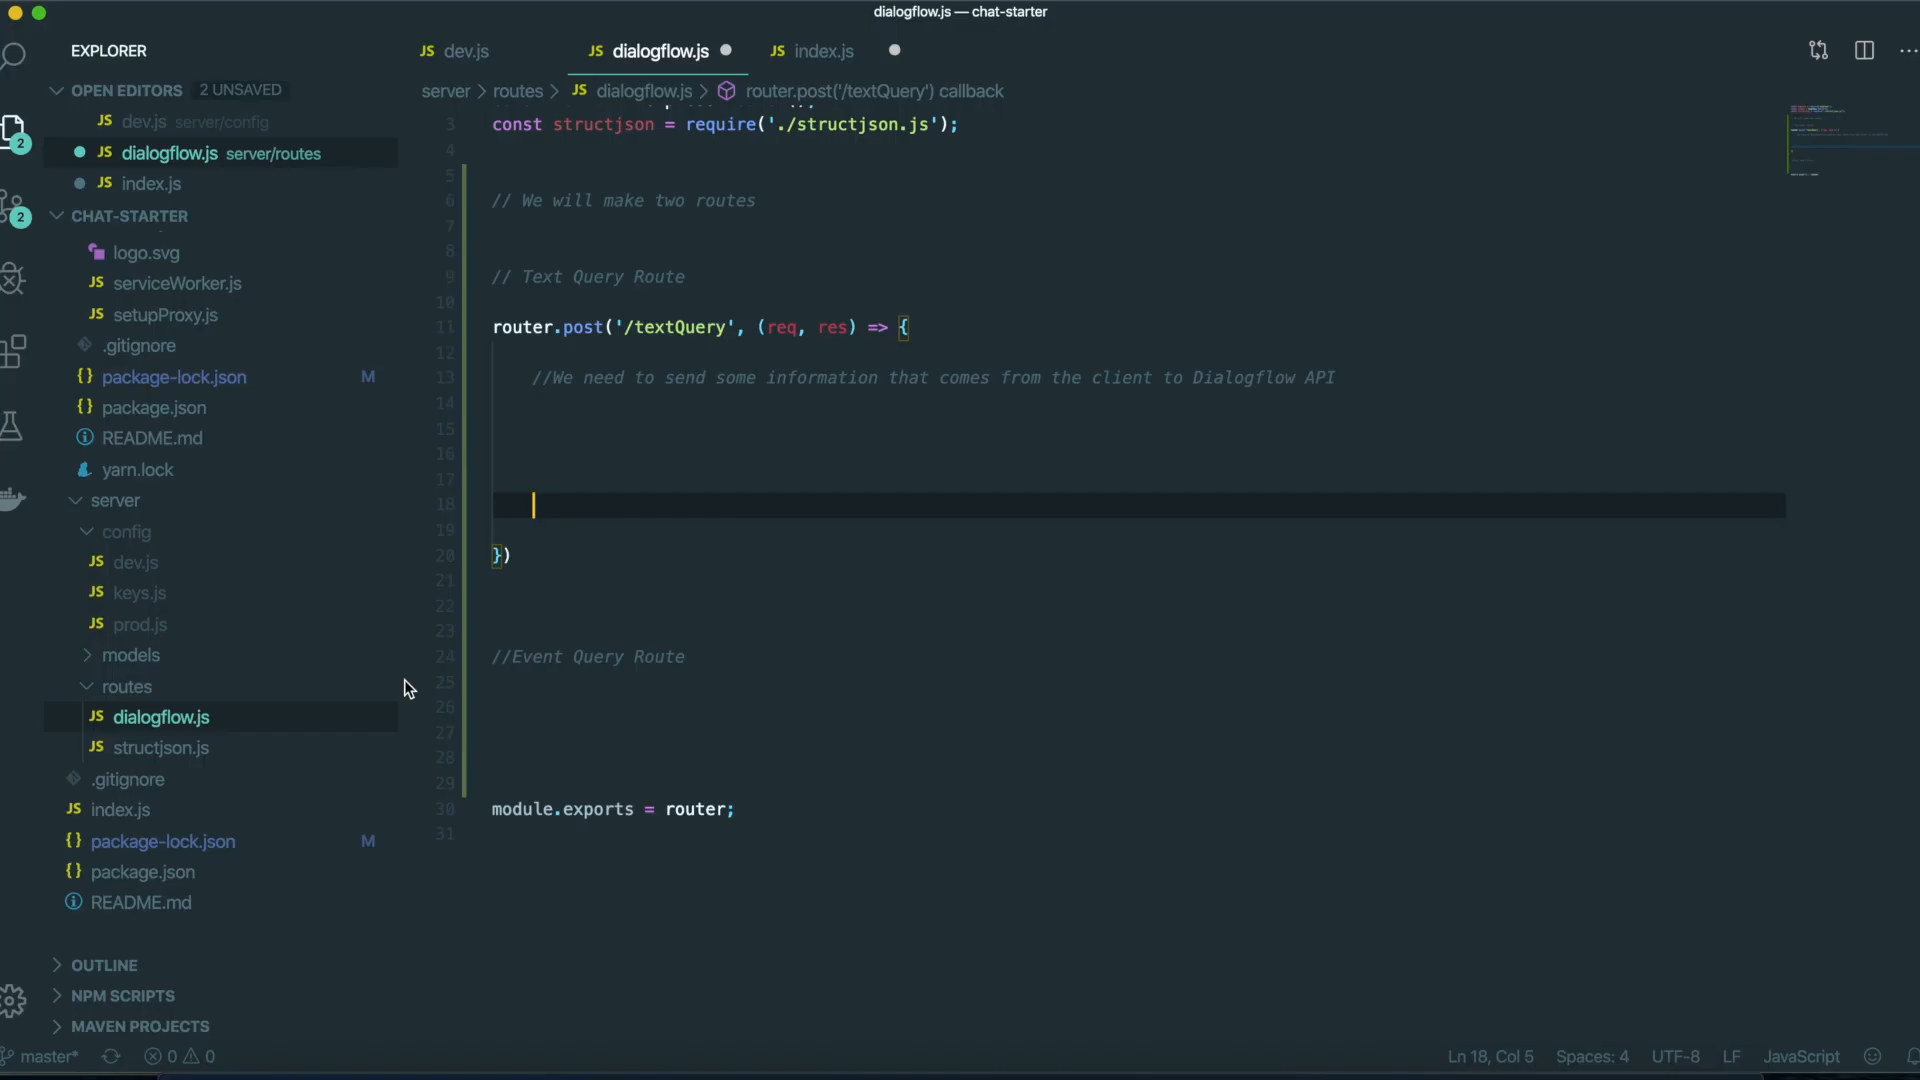 dialogflow.js — chat-starter
EXPLORER
JS dev.js
JS dialogflow.js
JS index.js
OPEN EDITORS 2 UNSAVED
server > routes > JS dialogflow.js > router.post('/textQuery') callback
JS dev.js server/config
JS dialogflow.js server/routes
JS index.js
2
2
CHAT-STARTER
logo.svg
JS serviceWorker.js
JS setupProxy.js
.gitignore
{} package-lock.json M
{} package.json
README.md
yarn.lock
server
config
JS dev.js
JS keys.js
JS prod.js
models
routes
JS dialogflow.js
JS structjson.js
.gitignore
JS index.js
{} package-lock.json M
{} package.json
README.md
OUTLINE
NPM SCRIPTS
MAVEN PROJECTS
3 const structjson = require('./structjson.js');
4
5
6 // We will make two routes
7
8
9 // Text Query Route
10
11 router.post('/textQuery', (req, res) => {
12
13 //We need to send some information that comes from the client to Dialogflow API
14
15
16
17
18
19
20 })
21
22
23
24 //Event Query Route
25
26
27
28
29
30 module.exports = router;
31
master* 0 0
Ln 18, Col 5 Spaces: 4 UTF-8 LF JavaScript